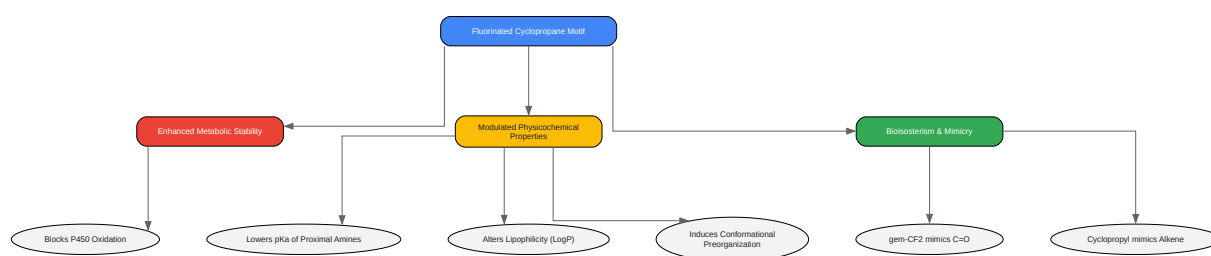 Fluorinated Cyclopropane Motif
Enhanced Metabolic Stability
Modulated Physicochemical
Properties
Bioisosterism & Mimicry
Blocks P450 Oxidation
Lowers pKa of Proximal Amines
Alters Lipophilicity (LogP)
Induces Conformational
Preorganization
gem-CF2 mimics C=O
Cyclopropyl mimics Alkene